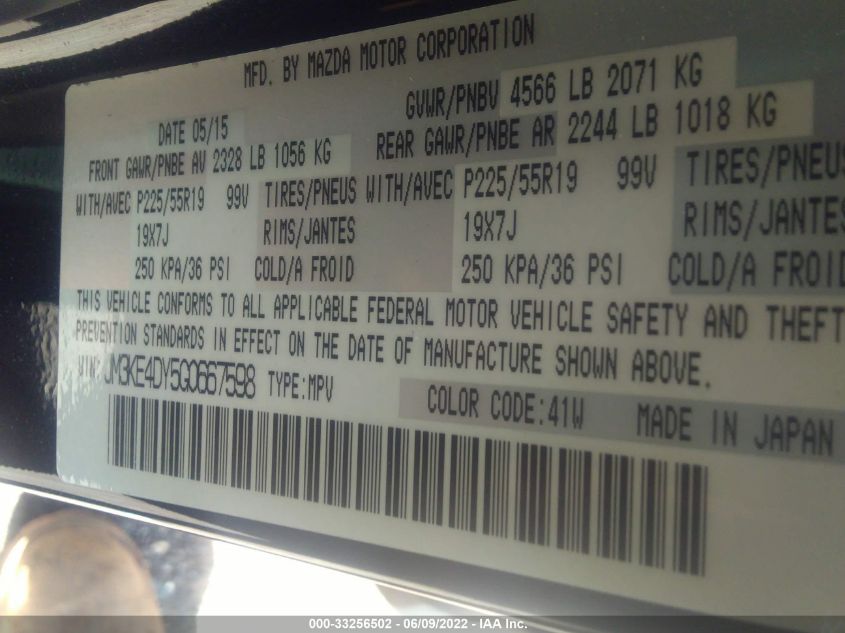 MFD. BY MAZDA MOTOR CORPORATION
DATE 05/15 GVWR/PNBV 4566 LB 2071 KG
FRONT GAWR/PNBE AV 2328 LB 1056 KG REAR GAWR/PNBE AR 2244 LB 1018 KG
WITH/AVEC P225/55R19 99V TIRES/PNEUS WITH/AVEC P225/55R19 99V TIRES/PNEUS
19X7J RIMS/JANTES 19X7J RIMS/JANTES
250 KPA/36 PSI COLD/A FROID 250 KPA/36 PSI COLD/A FROID
THIS VEHICLE CONFORMS TO ALL APPLICABLE FEDERAL MOTOR VEHICLE SAFETY AND THEFT
PREVENTION STANDARDS IN EFFECT ON THE DATE OF MANUFACTURE SHOWN ABOVE.
VIN: JM3KE4DY5G0667598 TYPE:MPV COLOR CODE:41W MADE IN JAPAN
000-33256502 - 06/09/2022 - IAA Inc.